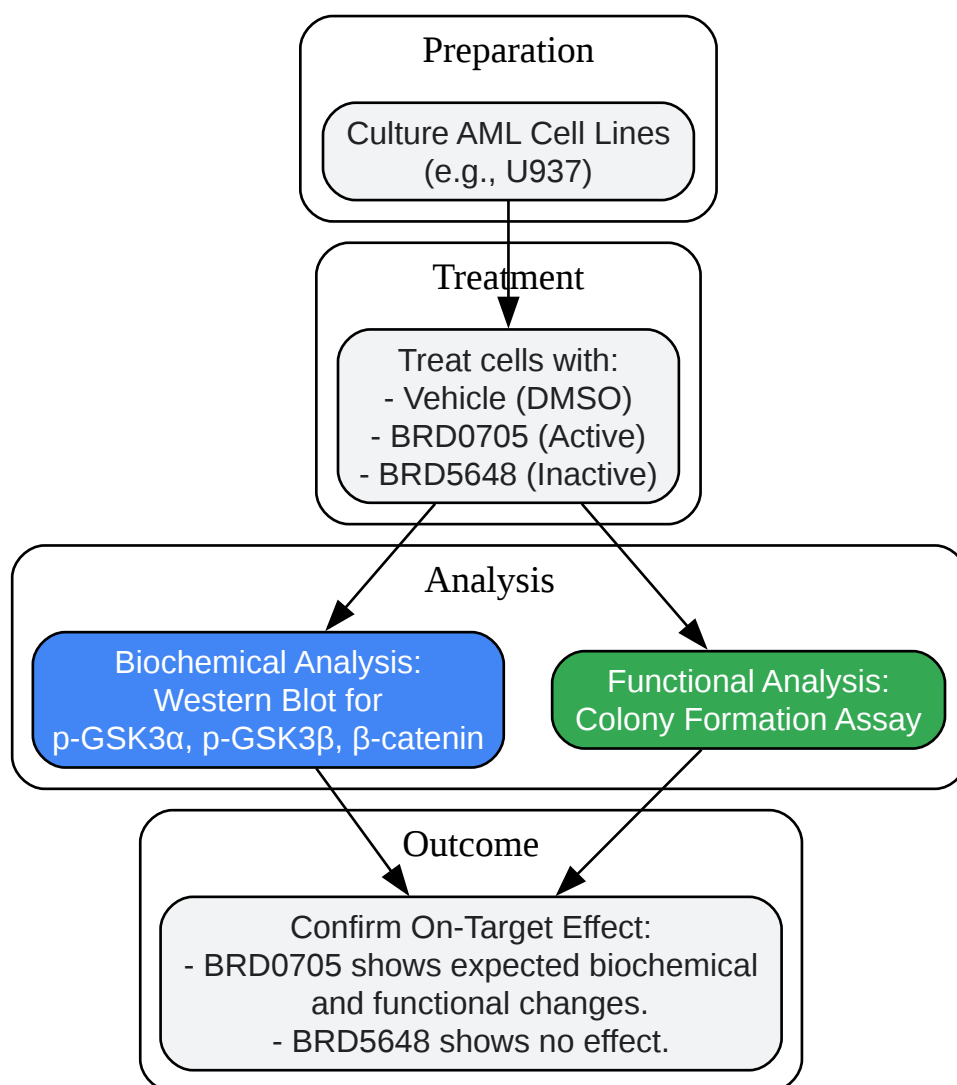 Preparation
Culture AML Cell Lines
(e.g., U937)
Treatment
Treat cells with:
- Vehicle (DMSO)
- BRD0705 (Active)
- BRD5648 (Inactive)
Analysis
Biochemical Analysis:
Western Blot for
p-GSK3α, p-GSK3β, β-catenin
Functional Analysis:
Colony Formation Assay
Outcome
Confirm On-Target Effect:
- BRD0705 shows expected biochemical
and functional changes.
- BRD5648 shows no effect.